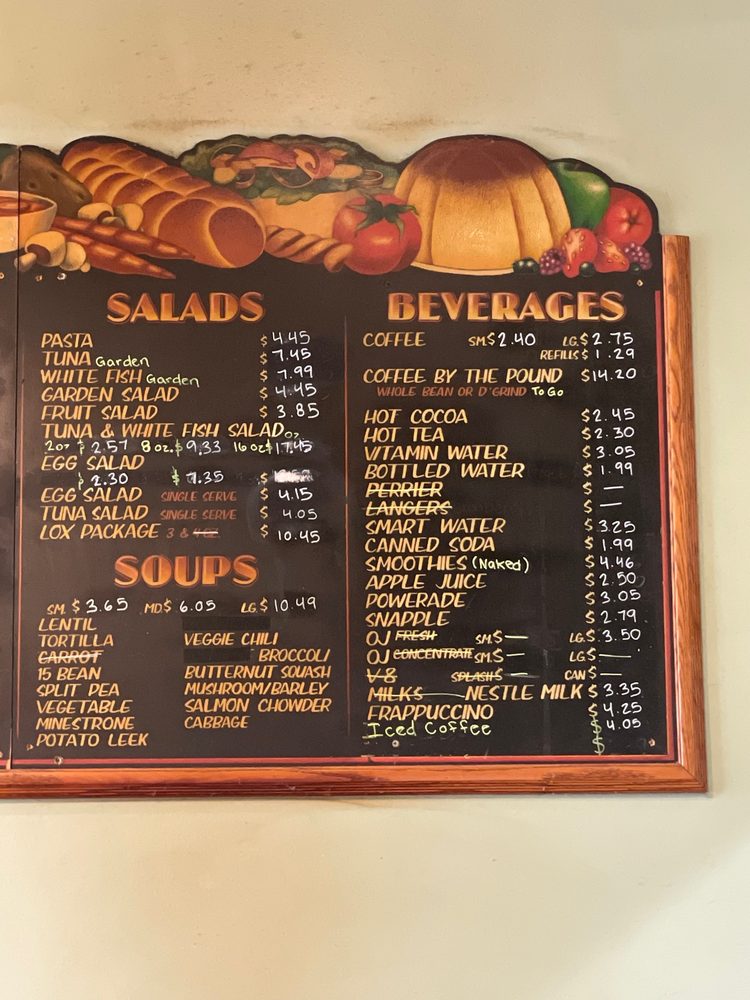 SALADS
PASTA $ 4.45
TUNA Garden $ 7.45
WHITE FISH Garden $ 7.99
GARDEN SALAD $ 4.45
FRUIT SALAD $ 3.85
TUNA & WHITE FISH SALAD oz
2oz $ 2.57 8 oz. $ 9.33 16 oz $ 17.45
EGG SALAD
$ 2.30 $ 7.35 $
EGG SALAD SINGLE SERVE $ 4.15
TUNA SALAD SINGLE SERVE $ 4.05
LOX PACKAGE 3 & 4OZ $ 10.45
SOUPS
SM. $ 3.65 MD$ 6.05 LG $ 10.49
LENTIL
TORTILLA VEGGIE CHILI
CARROT BROCCOLI
15 BEAN BUTTERNUT SQUASH
SPLIT PEA MUSHROOM/BARLEY
VEGETABLE SALMON CHOWDER
MINESTRONE CABBAGE
POTATO LEEK
BEVERAGES
COFFEE SM.$ 2.40 LG.$ 2.75
REFILLS $ 1.29
COFFEE BY THE POUND $14.20
WHOLE BEAN OR D'GRIND To Go
HOT COCOA $2.45
HOT TEA $ 2.30
VITAMIN WATER $ 3.05
BOTTLED WATER $ 1.99
PERRIER $ —
LANGERS $ —
SMART WATER $ 3.25
CANNED SODA $ 1.99
SMOOTHIES (Naked) $ 4.46
APPLE JUICE $ 2.50
POWERADE $ 3.05
SNAPPLE $ 2.79
OJ FRESH SM.$ — LG.$ 3.50
OJ CONCENTRATE SM.$ — LG $ —
V-8 SPLASH $ — CAN $ —
MILKS NESTLE MILK $ 3.35
FRAPPUCCINO $ 4.25
Iced Coffee $ 4.05
$